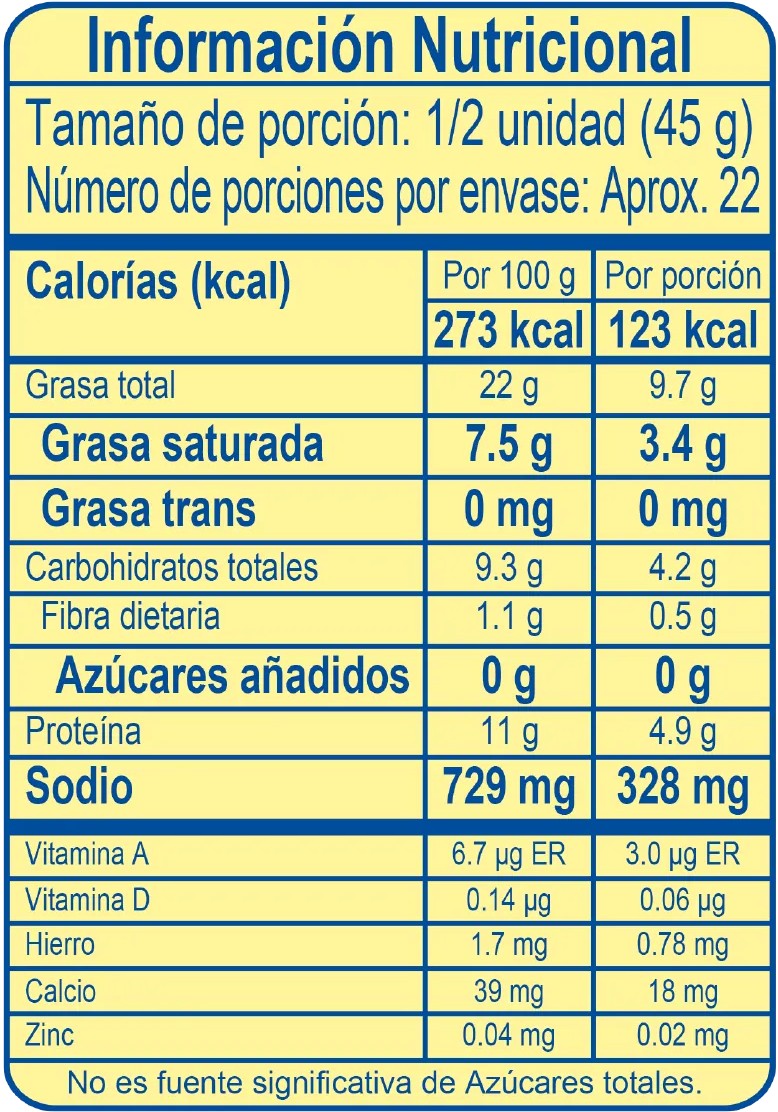 Información Nutricional
Tamaño de porción: 1/2 unidad (45 g)
Número de porciones por envase: Aprox. 22
Calorías (kcal) Por 100 g Por porción
273 kcal 123 kcal
Grasa total 22 g 9.7 g
Grasa saturada 7.5 g 3.4 g
Grasa trans 0 mg 0 mg
Carbohidratos totales 9.3 g 4.2 g
Fibra dietaria 1.1 g 0.5 g
Azúcares añadidos 0 g 0 g
Proteína 11 g 4.9 g
Sodio 729 mg 328 mg
Vitamina A 6.7 µg ER 3.0 µg ER
Vitamina D 0.14 µg 0.06 µg
Hierro 1.7 mg 0.78 mg
Calcio 39 mg 18 mg
Zinc 0.04 mg 0.02 mg
No es fuente significativa de Azúcares totales.